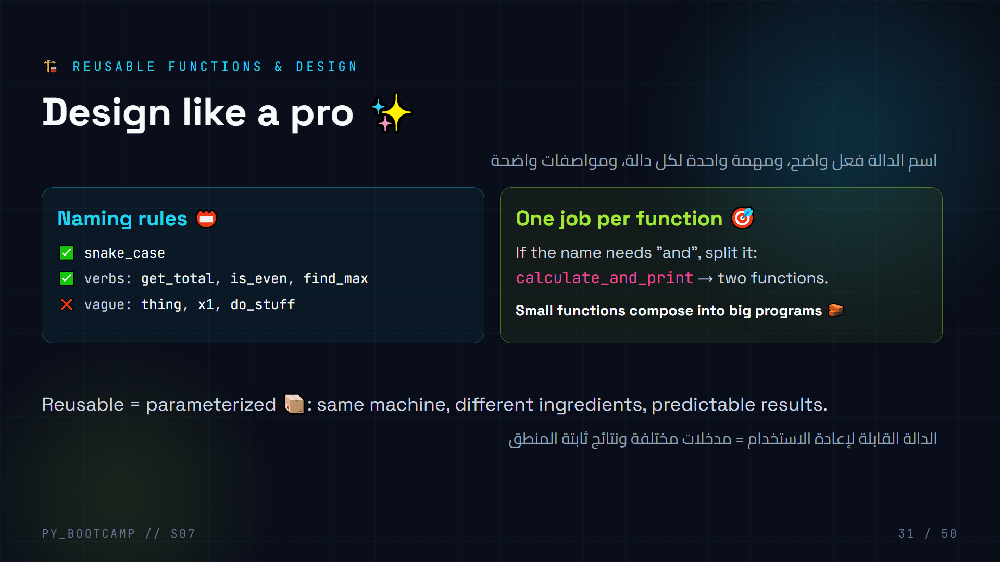 🏗️ REUSABLE FUNCTIONS & DESIGN
Design like a pro ✨
اسم الدالة فعل واضح، ومهمة واحدة لكل دالة، ومواصفات واضحة
Naming rules 📛
✅ snake_case
✅ verbs: get_total, is_even, find_max
❌ vague: thing, x1, do_stuff
One job per function 🎯
If the name needs ”and”, split it:
calculate_and_print → two functions.
Small functions compose into big programs 🧱
Reusable = parameterized 📦: same machine, different ingredients, predictable results.
الدالة القابلة لإعادة الاستخدام = مدخلات مختلفة ونتائج ثابتة المنطق
PY_BOOTCAMP // S07
31 / 50